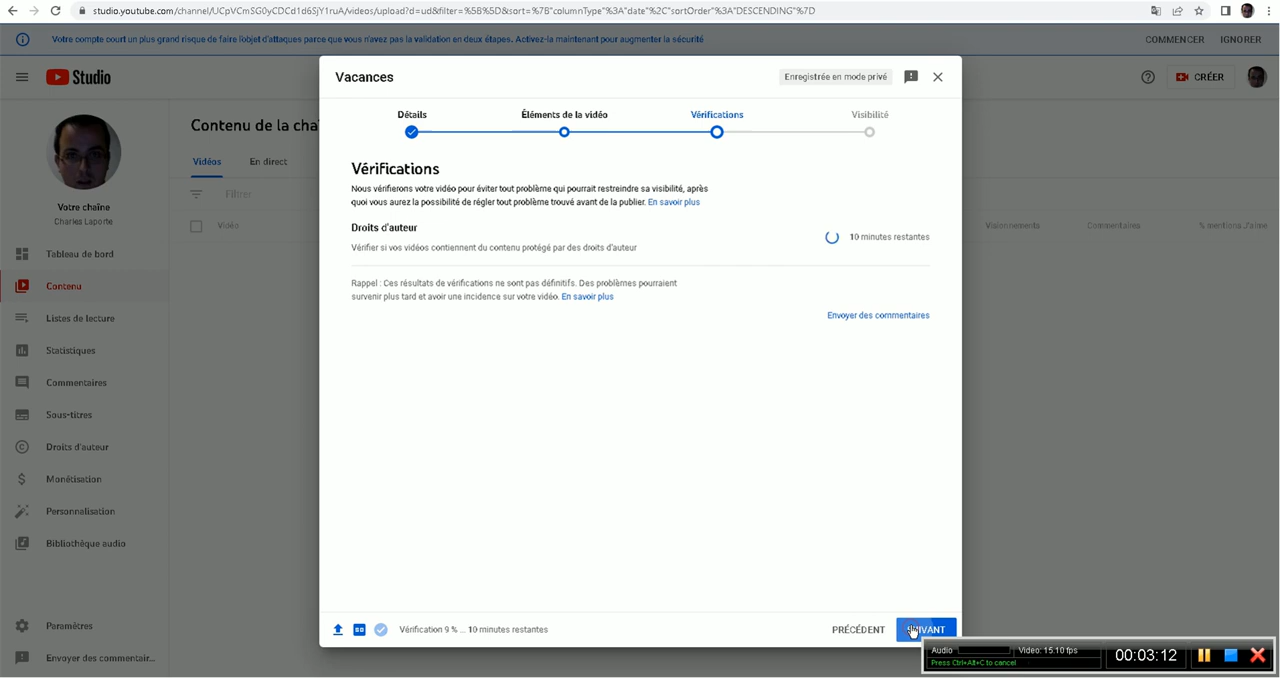 studio.youtube.com/channel/UCpVCmSG0yCDCd1d6SjY1ruA/videos/upload?d=ud&filter=%5B%5D&sort=%7B"columnType"%3A"date"%2C"sortOrder"%3A"DESCENDING"%7D
Votre compte court un plus grand risque de faire l'objet d'attaques parce que vous n'avez pas la validation en deux étapes. Activez-la maintenant pour augmenter la sécurité
COMMENCER
IGNORER
Studio
CRÉER
Votre chaîne
Charles Laporte
Tableau de bord
Contenu
Listes de lecture
Statistiques
Commentaires
Sous-titres
Droits d'auteur
Monétisation
Personnalisation
Bibliothèque audio
Paramètres
Envoyer des commentair...
Contenu de la chaî
Vidéos
En direct
Filtrer
Vidéo
Visionnements
Commentaires
% mentions J'aime
Vacances
Enregistrée en mode privé
Détails
Éléments de la vidéo
Vérifications
Visibilité
Vérifications
Nous vérifierons votre vidéo pour éviter tout problème qui pourrait restreindre sa visibilité, après
quoi vous aurez la possibilité de régler tout problème trouvé avant de la publier. En savoir plus
Droits d'auteur
Vérifier si vos vidéos contiennent du contenu protégé par des droits d'auteur
10 minutes restantes
Rappel : Ces résultats de vérifications ne sont pas définitifs. Des problèmes pourraient
survenir plus tard et avoir une incidence sur votre vidéo. En savoir plus
Envoyer des commentaires
SD
Vérification 9 % ... 10 minutes restantes
PRÉCÉDENT
SUIVANT
Audio
Video: 15.10 fps
Press Ctrl+Alt+C to cancel
00:03:12